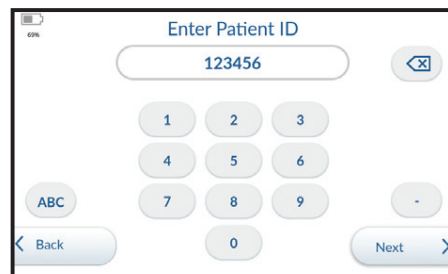 69%
Enter Patient ID
123456
1 2 3
4 5 6
ABC 7 8 9 -
Back 0 Next